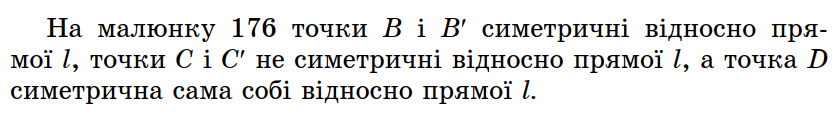 На малюнку 176 точки B і B′ симетричні відносно пря-
мої l, точки C і C′ не симетричні відносно прямої l, а точка D
симетрична сама собі відносно прямої l.